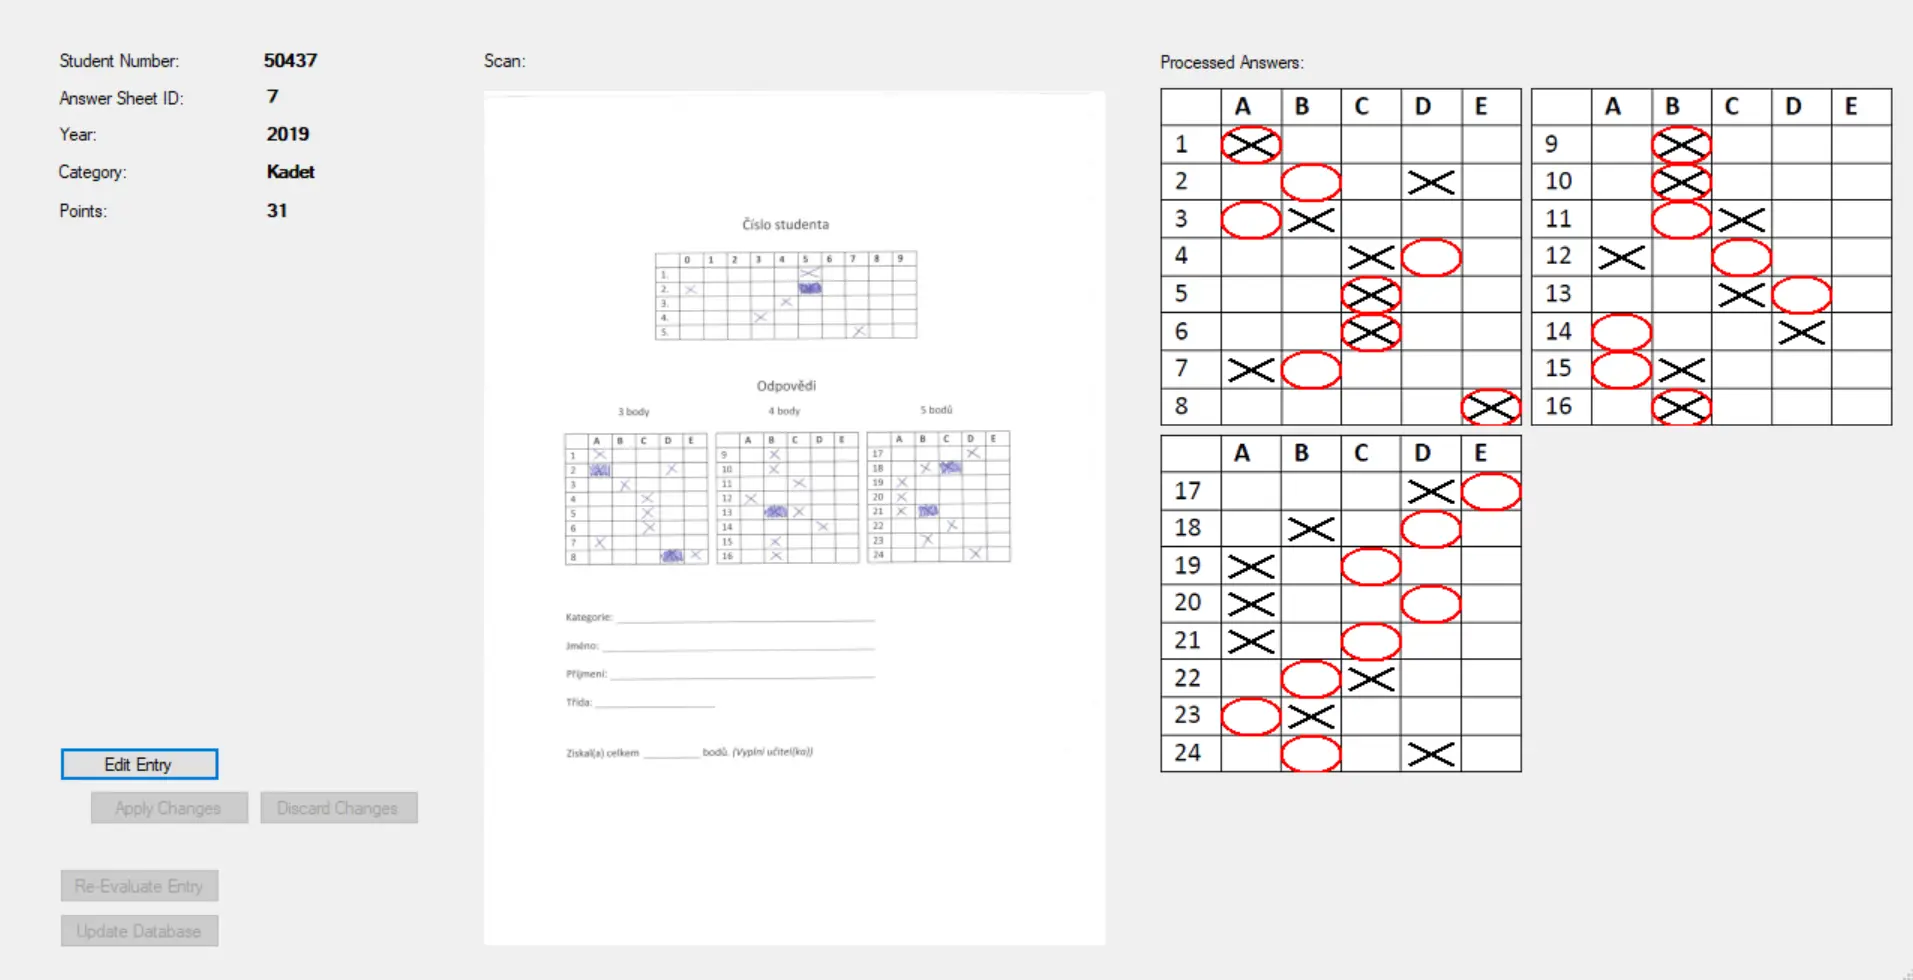 Student Number: 50437
Answer Sheet ID: 7
Year: 2019
Category: Kadet
Points: 31
Edit Entry
Apply Changes Discard Changes
Re-Evaluate Entry
Update Database
Scan:
Číslo studenta
0 1 2 3 4 5 6 7 8 9
1.
2.
3.
4.
5.
Odpovědi
3 body
A B C D E
1
2
3
4
5
6
7
8
4 body
A B C D E
9
10
11
12
13
14
15
16
5 bodů
A B C D E
17
18
19
20
21
22
23
24
Kategorie:
Jméno:
Příjmení:
Třída:
Získal(a) celkem bodů. (Vyplní učitel(ka))
Processed Answers:
A B C D E
1
2
3
4
5
6
7
8
A B C D E
9
10
11
12
13
14
15
16
A B C D E
17
18
19
20
21
22
23
24